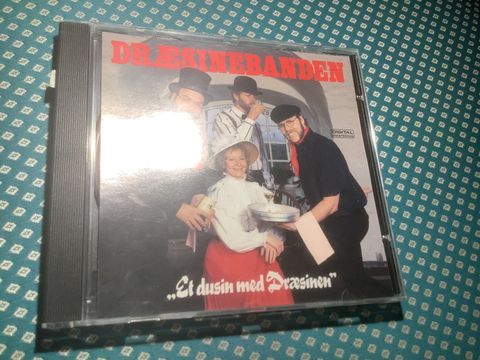 DRÆSINEBANDEN
DIGITAL
„Et dusin med Dræsinen"